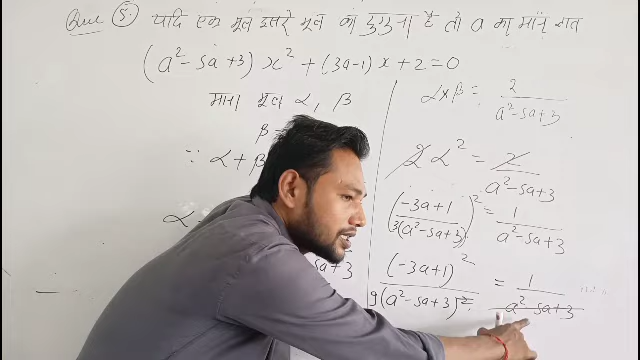 Que (5) यदि एक मूल दूसरे मूल का दुगुना है तो a का मान ज्ञात
(a²-5a+3) x² + (3a-1) x + 2 = 0
माना मूल α, β
β =
∵ α + β
α
5a+3
α×β = 2/(a²-5a+3)
2α² = 2/(a²-5a+3)
((-3a+1)/(3(a²-5a+3)))² = 1/(a²-5a+3)
(-3a+1)²/(9(a²-5a+3)²) = 1/(a²-5a+3)